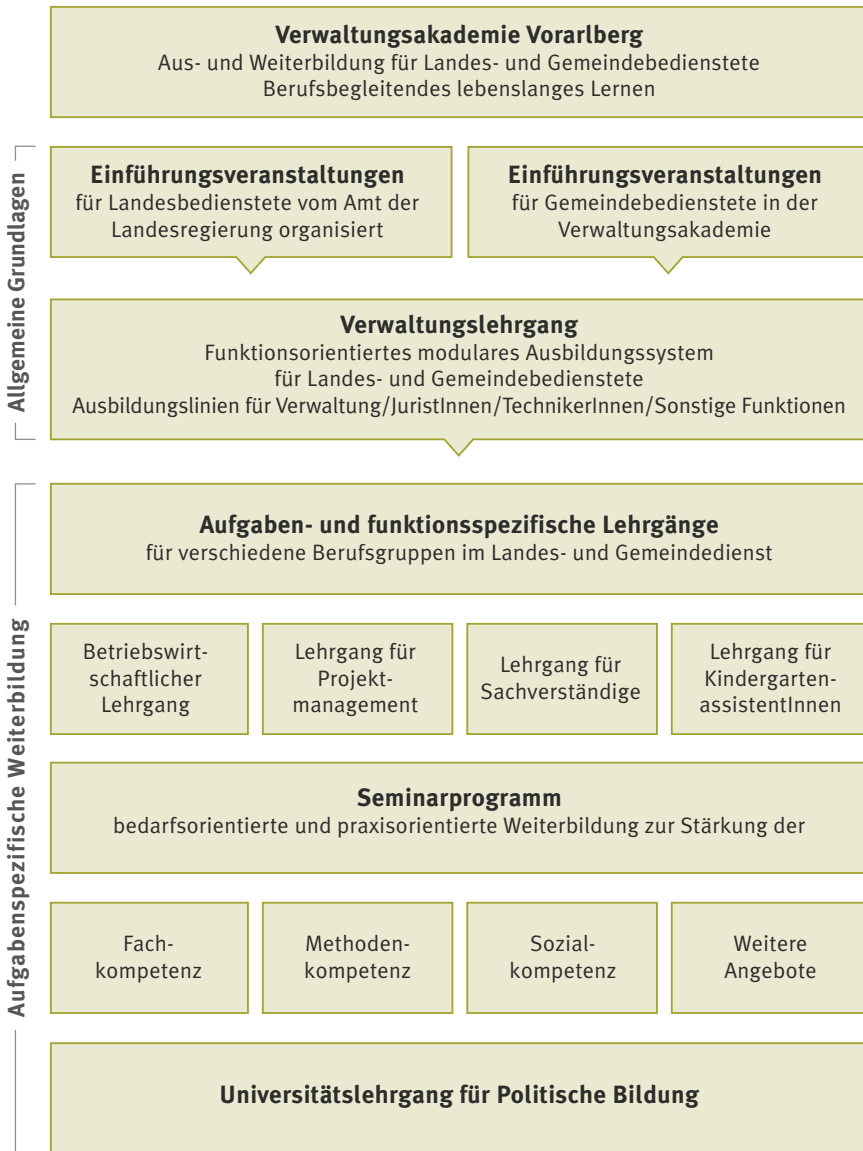 Verwaltungsakademie Vorarlberg
Aus- und Weiterbildung für Landes- und Gemeindebedienstete
Berufsbegleitendes lebenslanges Lernen
Allgemeine Grundlagen
Einführungsveranstaltungen
für Landesbedienstete vom Amt der
Landesregierung organisiert
Einführungsveranstaltungen
für Gemeindebedienstete in der
Verwaltungsakademie
Verwaltungslehrgang
Funktionsorientiertes modulares Ausbildungssystem
für Landes- und Gemeindebedienstete
Ausbildungslinien für Verwaltung/JuristInnen/TechnikerInnen/Sonstige Funktionen
Aufgabenspezifische Weiterbildung
Aufgaben- und funktionsspezifische Lehrgänge
für verschiedene Berufsgruppen im Landes- und Gemeindedienst
Betriebswirt-
schaftlicher
Lehrgang
Lehrgang für
Projekt-
management
Lehrgang für
Sachverständige
Lehrgang für
Kindergarten-
assistentInnen
Seminarprogramm
bedarfsorientierte und praxisorientierte Weiterbildung zur Stärkung der
Fach-
kompetenz
Methoden-
kompetenz
Sozial-
kompetenz
Weitere
Angebote
Universitätslehrgang für Politische Bildung